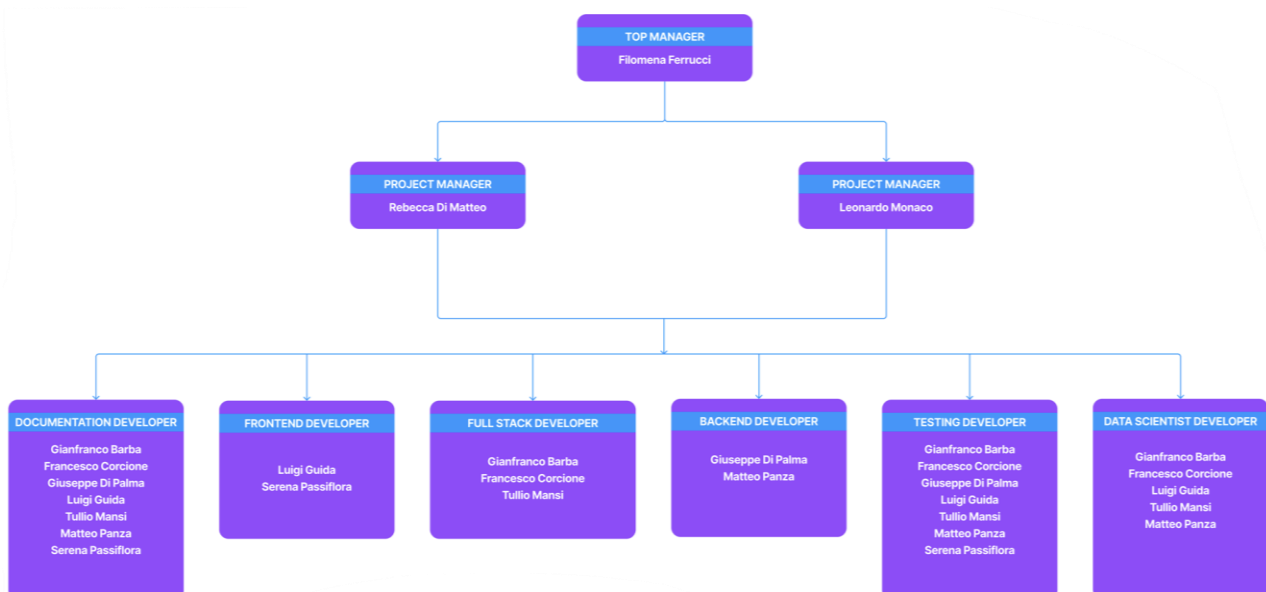 TOP MANAGER
Filomena Ferrucci
PROJECT MANAGER
Rebecca Di Matteo
PROJECT MANAGER
Leonardo Monaco
DOCUMENTATION DEVELOPER
Gianfranco Barba
Francesco Corcione
Giuseppe Di Palma
Luigi Guida
Tullio Mansi
Matteo Panza
Serena Passiflora
FRONTEND DEVELOPER
Luigi Guida
Serena Passiflora
FULL STACK DEVELOPER
Gianfranco Barba
Francesco Corcione
Tullio Mansi
BACKEND DEVELOPER
Giuseppe Di Palma
Matteo Panza
TESTING DEVELOPER
Gianfranco Barba
Francesco Corcione
Giuseppe Di Palma
Luigi Guida
Tullio Mansi
Matteo Panza
Serena Passiflora
DATA SCIENTIST DEVELOPER
Gianfranco Barba
Francesco Corcione
Luigi Guida
Tullio Mansi
Matteo Panza